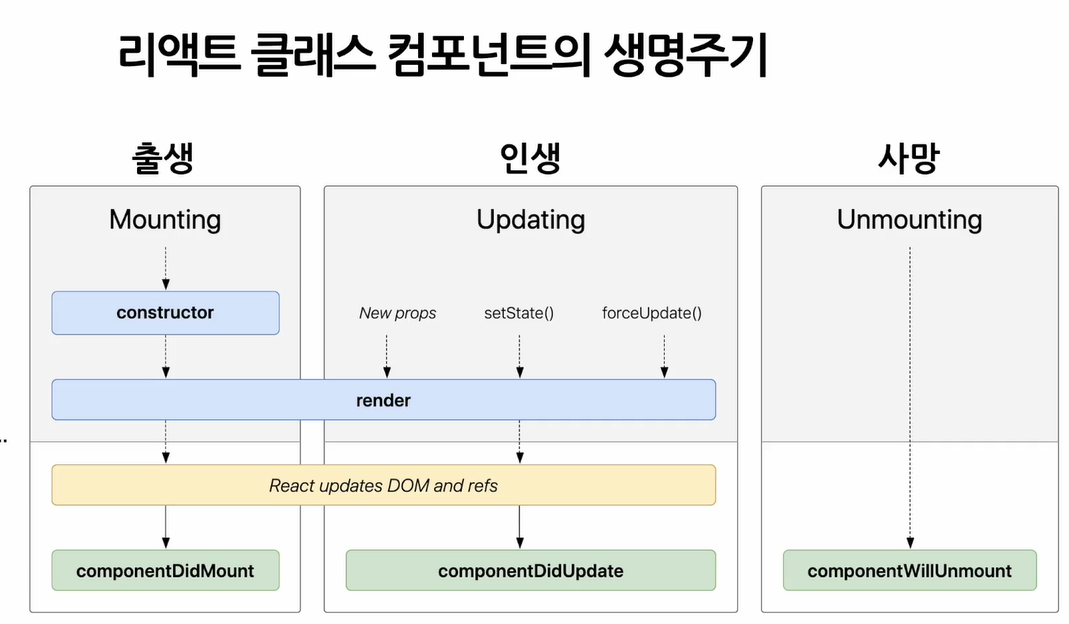 리액트 클래스 컴포넌트의 생명주기
출생
인생
사망
Mounting
Updating
Unmounting
constructor
New props
setState()
forceUpdate()
render
..
React updates DOM and refs
componentDidMount
componentDidUpdate
componentWillUnmount